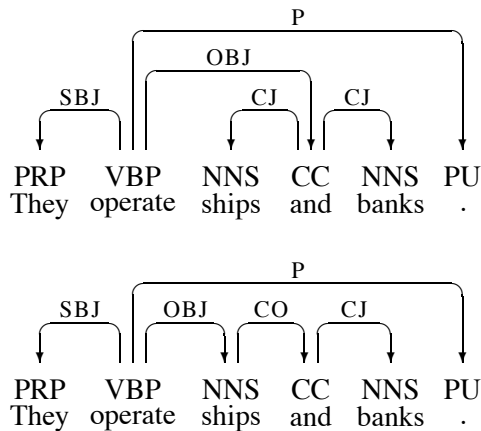 P
OBJ
SBJ CJ CJ
PRP VBP NNS CC NNS PU
They operate ships and banks .
P
SBJ OBJ CO CJ
PRP VBP NNS CC NNS PU
They operate ships and banks .